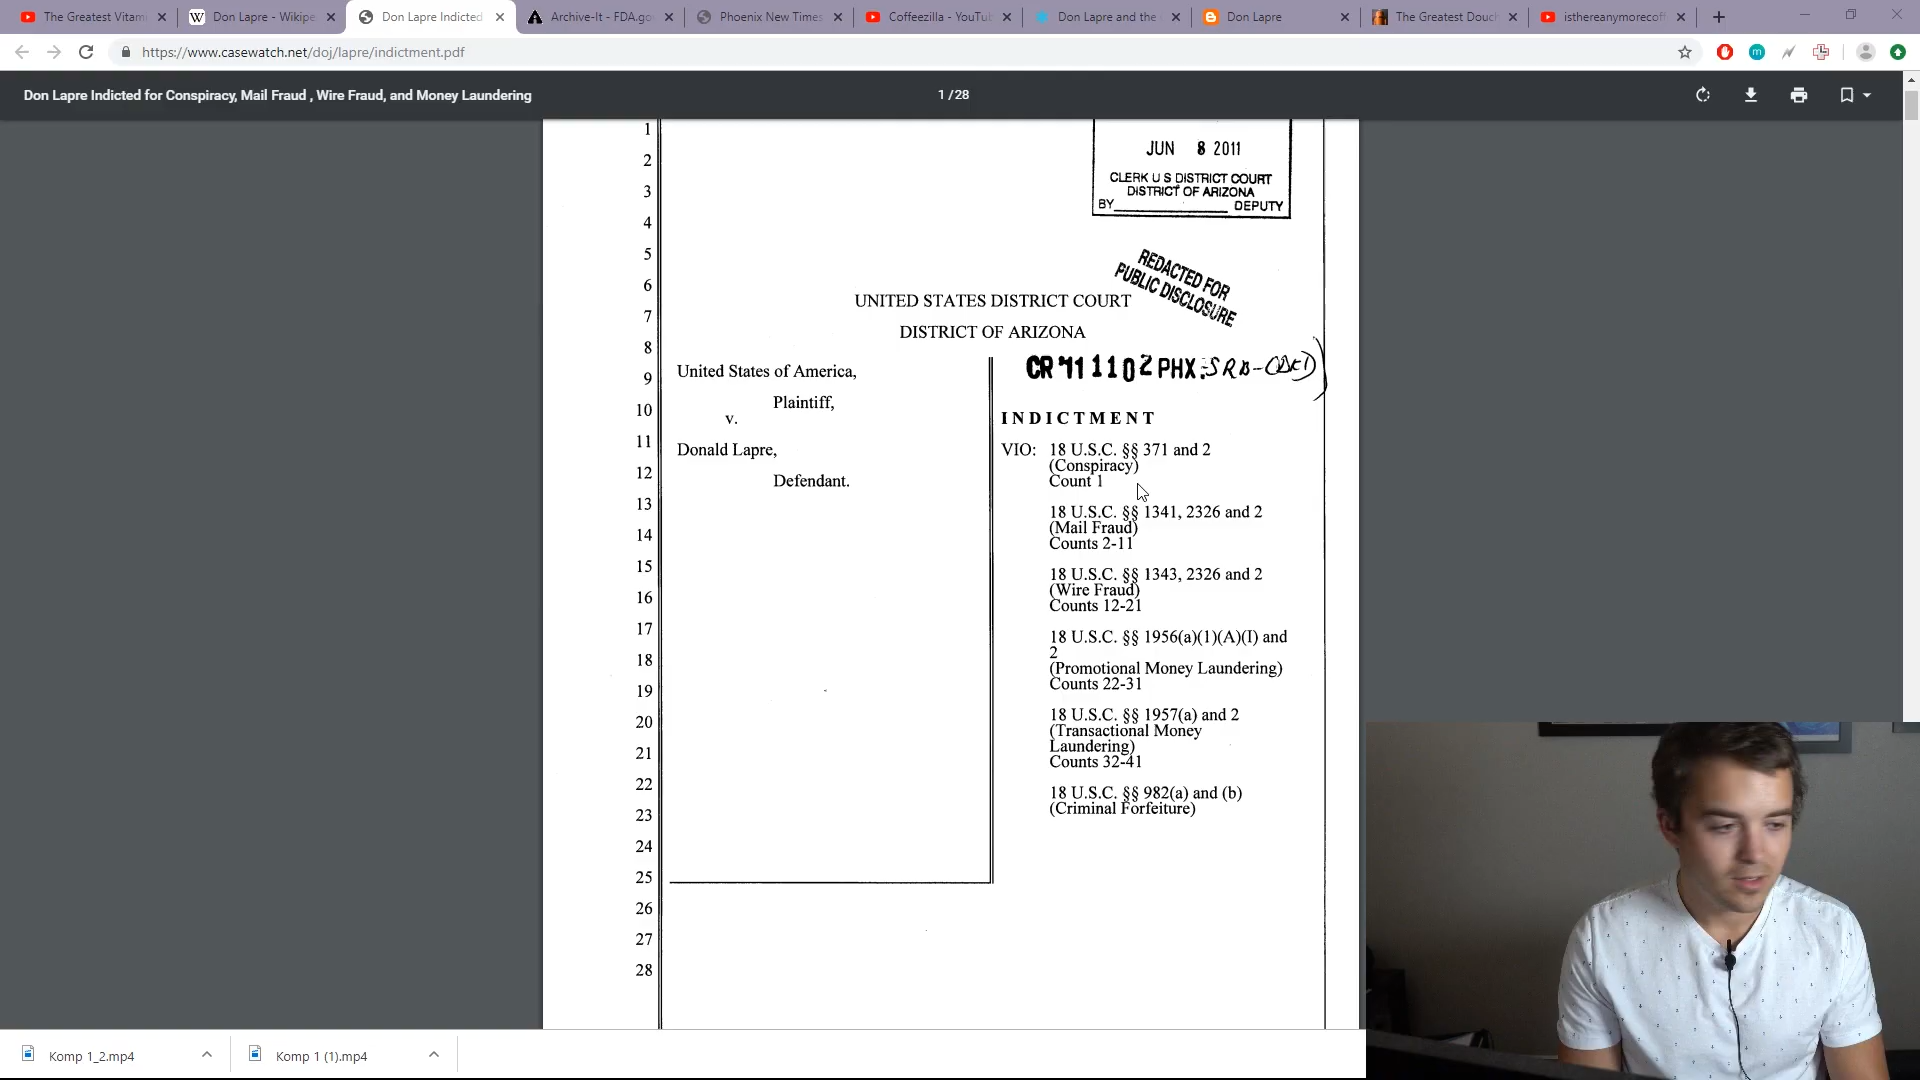 The Greatest Vitami
Don Lapre - Wikipe
Don Lapre Indicted
Archive-It - FDA.go
Phoenix New Times
Coffeezilla - YouTu
Don Lapre and the
Don Lapre
The Greatest Douch
isthereanymorecof
https://www.casewatch.net/doj/lapre/indictment.pdf
Don Lapre Indicted for Conspiracy, Mail Fraud , Wire Fraud, and Money Laundering
1 / 28
1
2
3
4
5
6
7
8
9
10
11
12
13
14
15
16
17
18
19
20
21
22
23
24
25
26
27
28
JUN 8 2011
CLERK U S DISTRICT COURT
DISTRICT OF ARIZONA
BY DEPUTY
REDACTED FOR
PUBLIC DISCLOSURE
UNITED STATES DISTRICT COURT
DISTRICT OF ARIZONA
United States of America,
Plaintiff,
v.
Donald Lapre,
Defendant.
PHX
INDICTMENT
VIO: 18 U.S.C. §§ 371 and 2
(Conspiracy)
Count 1
18 U.S.C. §§ 1341, 2326 and 2
(Mail Fraud)
Counts 2-11
18 U.S.C. §§ 1343, 2326 and 2
(Wire Fraud)
Counts 12-21
18 U.S.C. §§ 1956(a)(1)(A)(I) and
2
(Promotional Money Laundering)
Counts 22-31
18 U.S.C. §§ 1957(a) and 2
(Transactional Money
Laundering)
Counts 32-41
18 U.S.C. §§ 982(a) and (b)
(Criminal Forfeiture)
Komp 1_2.mp4
Komp 1 (1).mp4